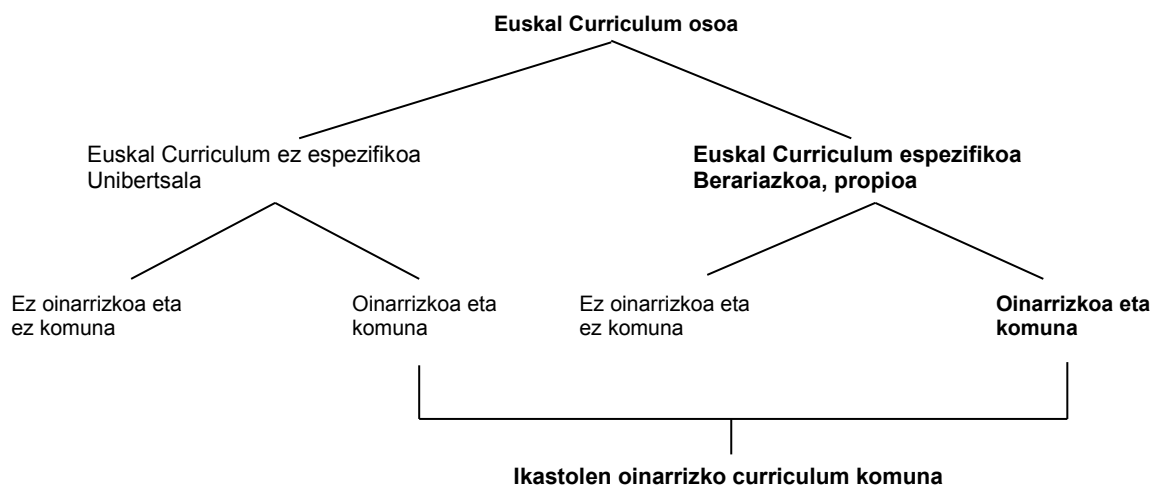 Euskal Curriculum osoa
Euskal Curriculum ez espezifikoa
Unibertsala
Euskal Curriculum espezifikoa
Berariazkoa, propioa
Ez oinarrizkoa eta
ez komuna
Oinarrizkoa eta
komuna
Ez oinarrizkoa eta
ez komuna
Oinarrizkoa eta
komuna
Ikastolen oinarrizko curriculum komuna